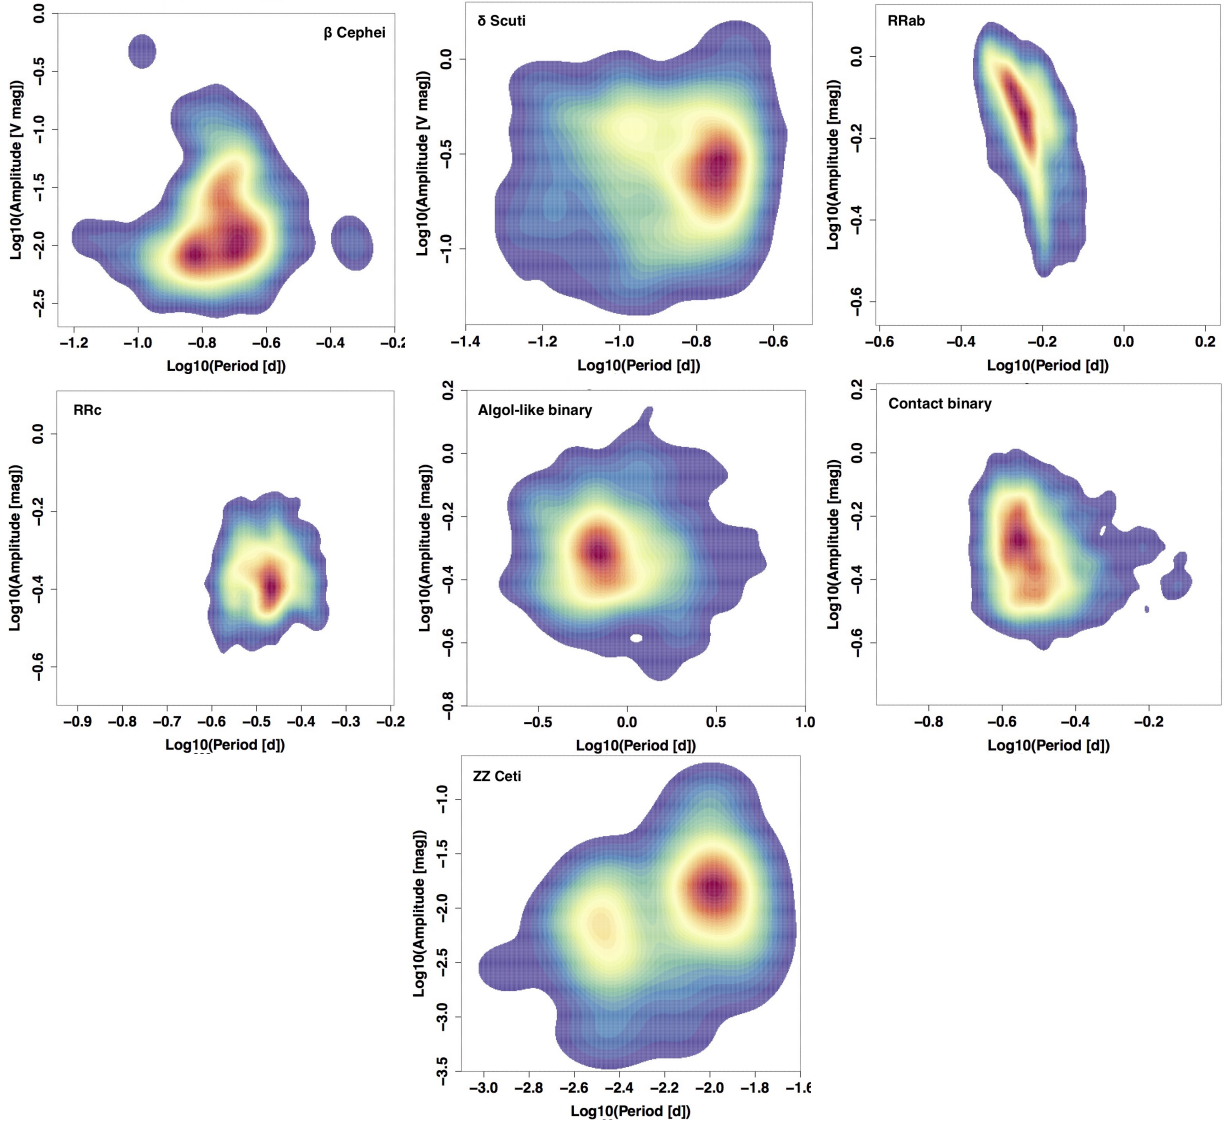 β Cephei
Log10(Amplitude [V mag])
0.0
−0.5
−1.0
−1.5
−2.0
−2.5
−1.2 −1.0 −0.8 −0.6 −0.4 −0.2
Log10(Period [d])
δ Scuti
Log10(Amplitude [V mag])
0.0
−0.5
−1.0
−1.4 −1.2 −1.0 −0.8 −0.6
Log10(Period [d])
RRab
Log10(Amplitude [mag])
0.0
−0.2
−0.4
−0.6
−0.6 −0.4 −0.2 0.0 0.2
Log10(Period [d])
RRc
Log10(Amplitude [mag])
0.0
−0.2
−0.4
−0.6
−0.9 −0.8 −0.7 −0.6 −0.5 −0.4 −0.3 −0.2
Log10(Period [d])
Algol-like binary
Log10(Amplitude [mag])
0.2
0.0
−0.2
−0.4
−0.6
−0.8
−0.5 0.0 0.5 1.0
Log10(Period [d])
Contact binary
Log10(Amplitude [mag])
0.2
0.0
−0.2
−0.4
−0.6
−0.8 −0.6 −0.4 −0.2
Log10(Period [d])
ZZ Ceti
Log10(Amplitude [mag])
−1.0
−1.5
−2.0
−2.5
−3.0
−3.5
−3.0 −2.8 −2.6 −2.4 −2.2 −2.0 −1.8 −1.6
Log10(Period [d])